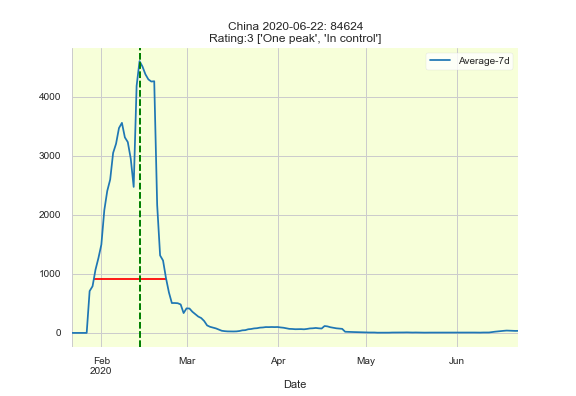 China 2020-06-22: 84624
Rating:3 ['One peak', 'In control']
Average-7d
4000
3000
2000
1000
0
Feb Mar Apr May Jun
2020
Date